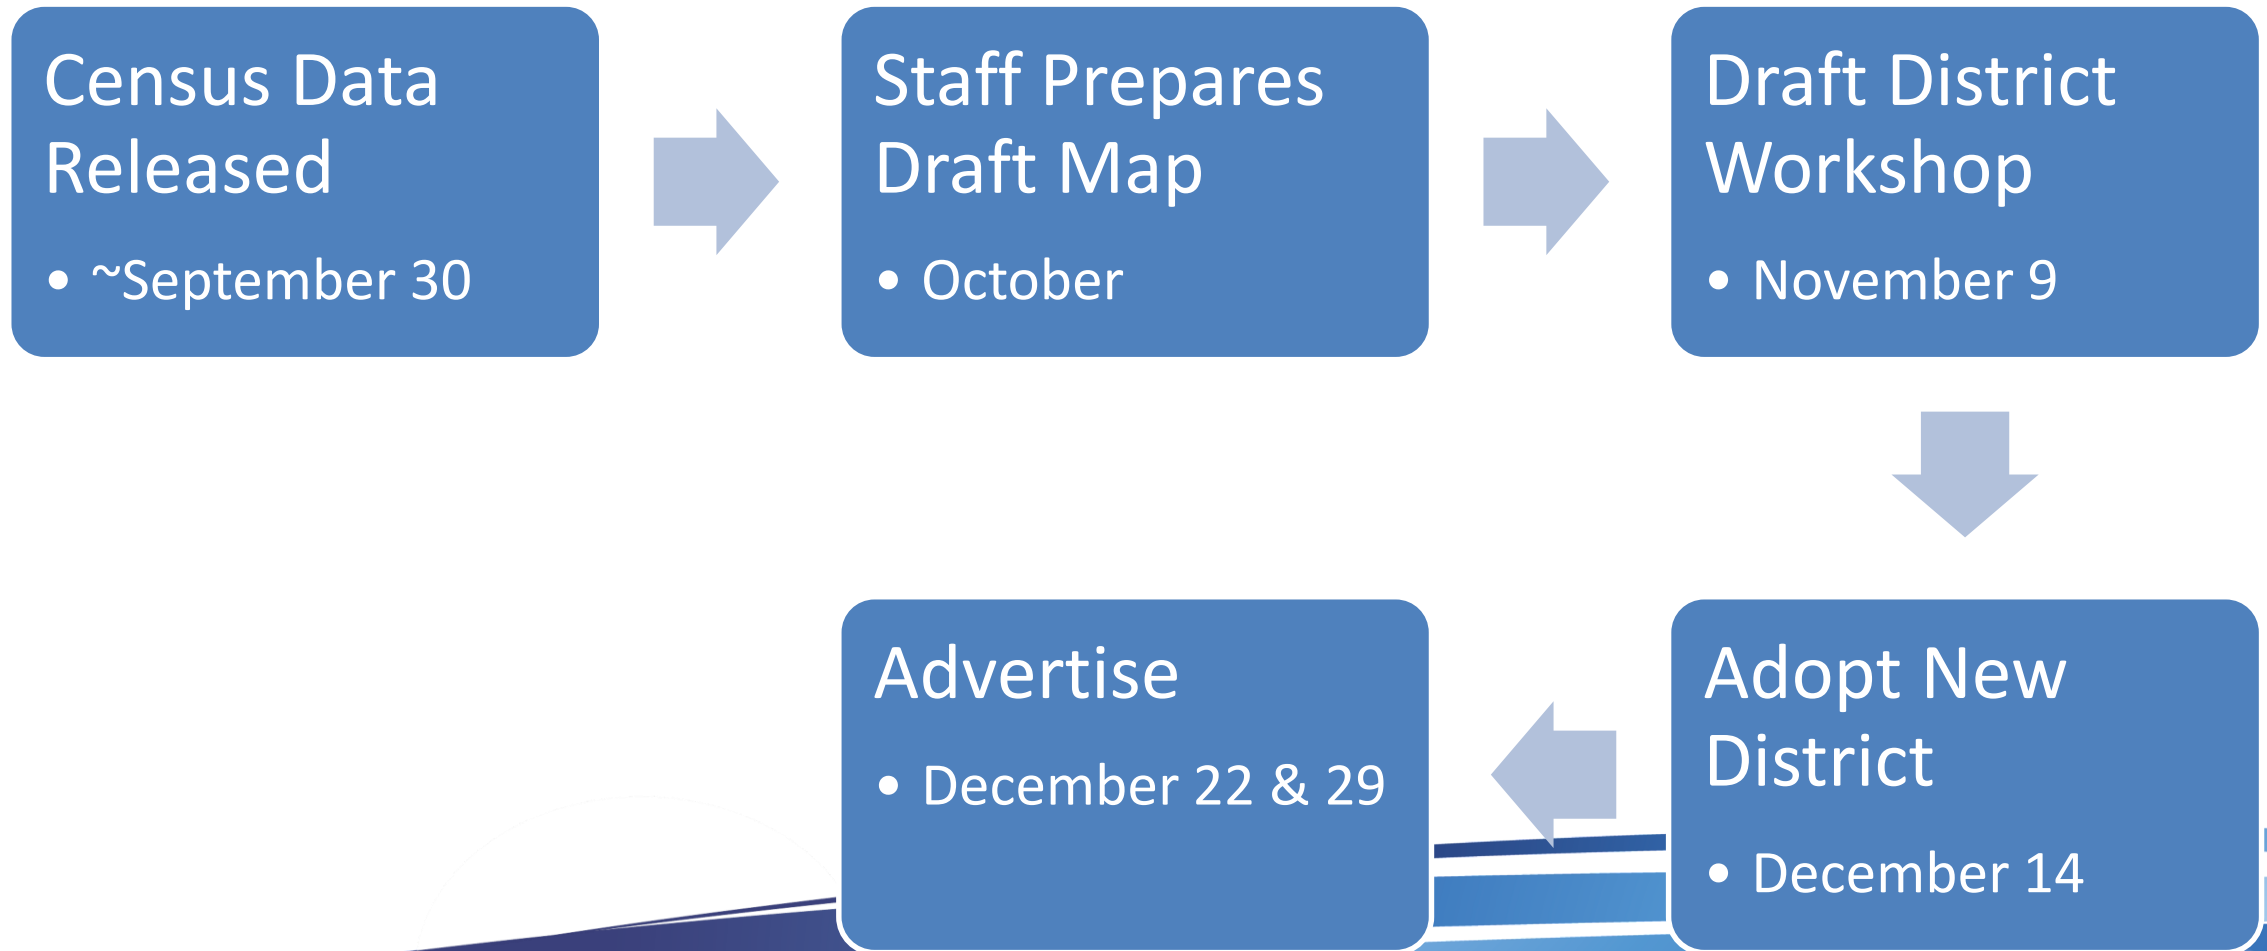 Census Data
Released
• ~September 30
Staff Prepares
Draft Map
• October
Draft District
Workshop
• November 9
Adopt New
District
• December 14
Advertise
• December 22 & 29